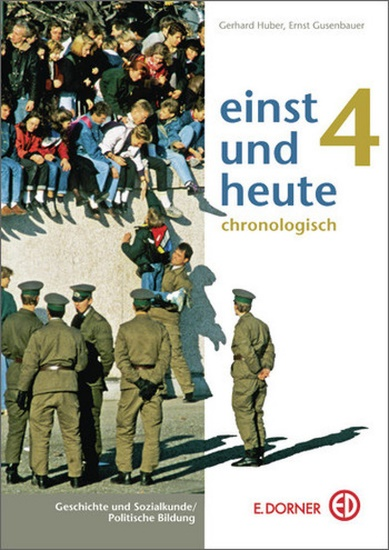 Gerhard Huber, Ernst Gusenbauer
einst 4
und
heute
chronologisch
Geschichte und Sozialkunde/
Politische Bildung
E. DORNER ED